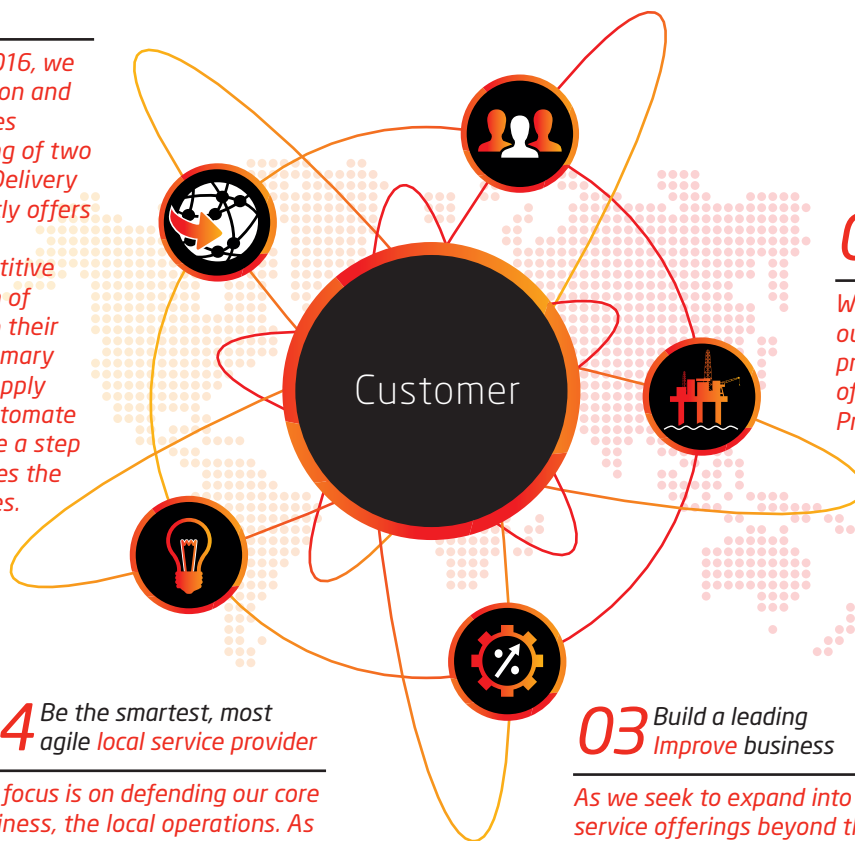 016, we
on and
es
g of two
Delivery
rly offers
titive
n of
n their
mary
pply
tomate
e a step
es the
es.
Customer
W
ou
pr
of
Pr
4 Be the smartest, most
agile local service provider
focus is on defending our core
iness, the local operations. As
03 Build a leading
Improve business
As we seek to expand into
service offerings beyond th